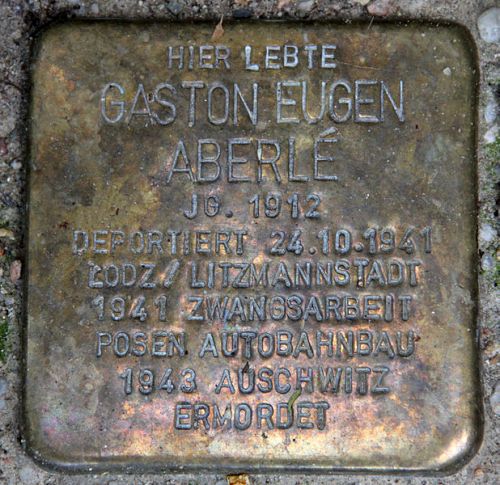 HIER LEBTE
GASTON EUGEN
ABERLÉ
JG. 1912
DEPORTIERT 24.10.1941
ŁODZ / LITZMANNSTADT
1941 ZWANGSARBEIT
POSEN AUTOBAHNBAU
1943 AUSCHWITZ
ERMORDET